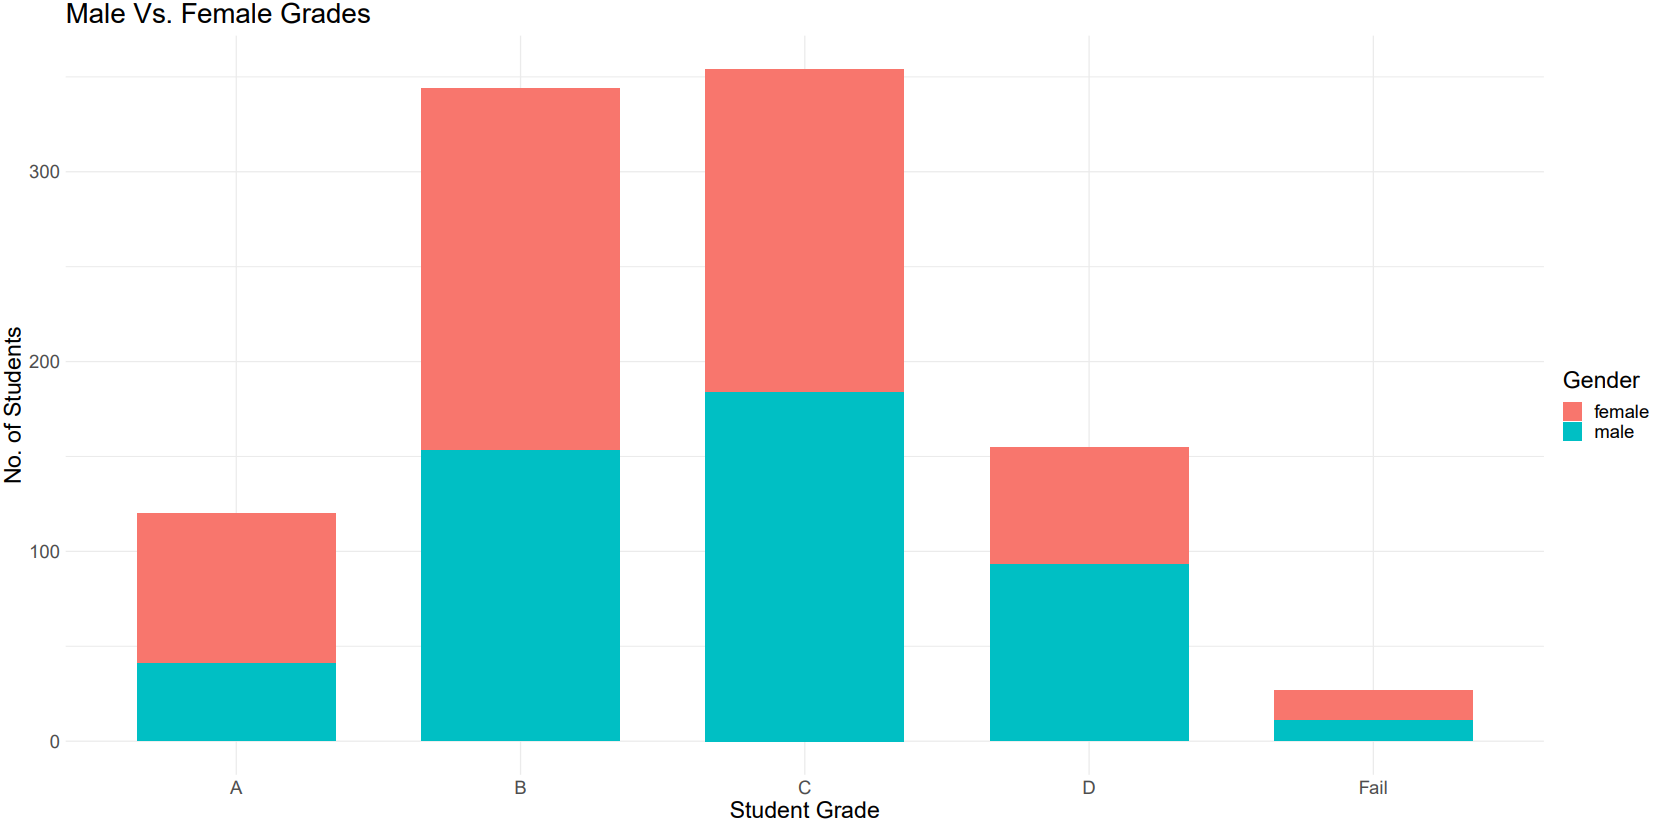 Male Vs. Female Grades
No. of Students
300
200
100
0
A
B
C
D
Fail
Student Grade
Gender
female
male